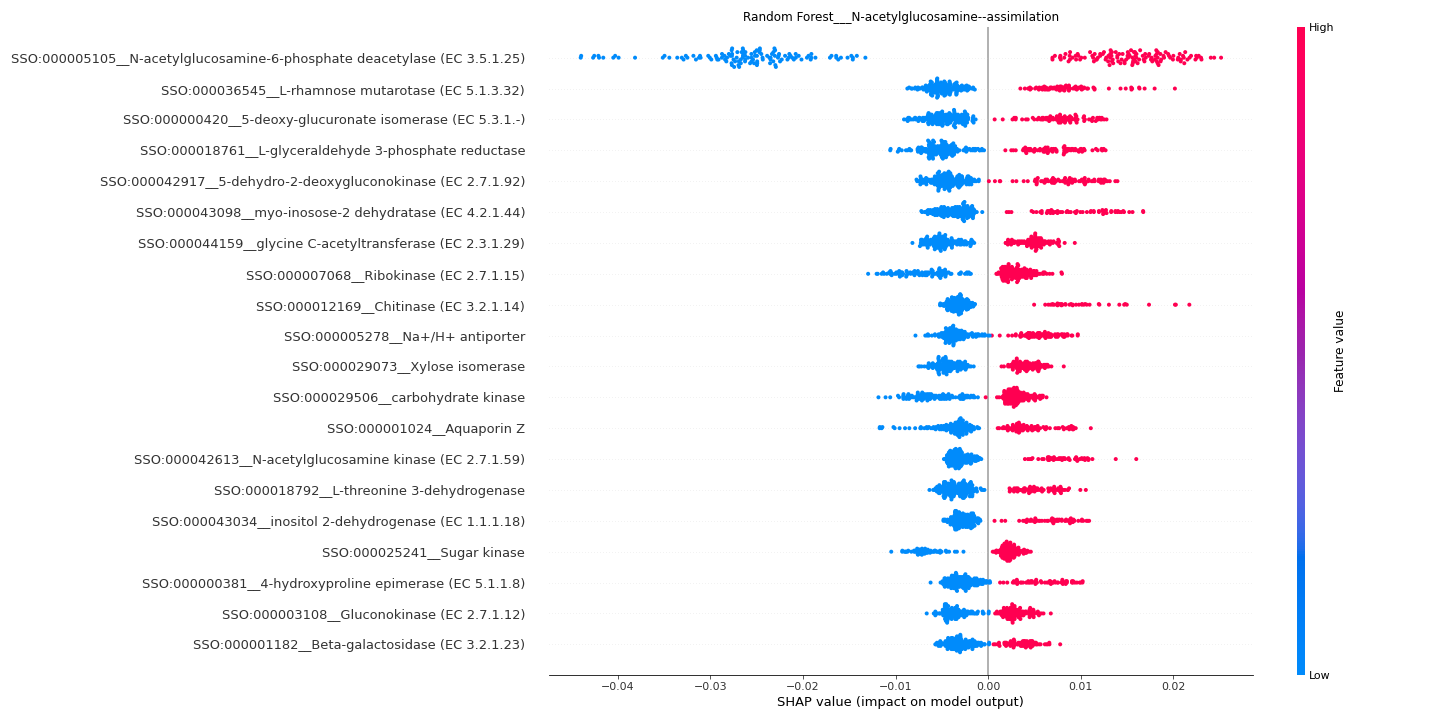 Random Forest___N-acetylglucosamine--assimilation
High
SSO:000005105__N-acetylglucosamine-6-phosphate deacetylase (EC 3.5.1.25)
SSO:000036545__L-rhamnose mutarotase (EC 5.1.3.32)
SSO:000000420__5-deoxy-glucuronate isomerase (EC 5.3.1.-)
SSO:000018761__L-glyceraldehyde 3-phosphate reductase
SSO:000042917__5-dehydro-2-deoxygluconokinase (EC 2.7.1.92)
SSO:000043098__myo-inosose-2 dehydratase (EC 4.2.1.44)
SSO:000044159__glycine C-acetyltransferase (EC 2.3.1.29)
SSO:000007068__Ribokinase (EC 2.7.1.15)
SSO:000012169__Chitinase (EC 3.2.1.14)
SSO:000005278__Na+/H+ antiporter
SSO:000029073__Xylose isomerase
SSO:000029506__carbohydrate kinase
SSO:000001024__Aquaporin Z
SSO:000042613__N-acetylglucosamine kinase (EC 2.7.1.59)
SSO:000018792__L-threonine 3-dehydrogenase
SSO:000043034__inositol 2-dehydrogenase (EC 1.1.1.18)
SSO:000025241__Sugar kinase
SSO:000000381__4-hydroxyproline epimerase (EC 5.1.1.8)
SSO:000003108__Gluconokinase (EC 2.7.1.12)
SSO:000001182__Beta-galactosidase (EC 3.2.1.23)
Feature value
Low
−0.04 −0.03 −0.02 −0.01 0.00 0.01 0.02
SHAP value (impact on model output)